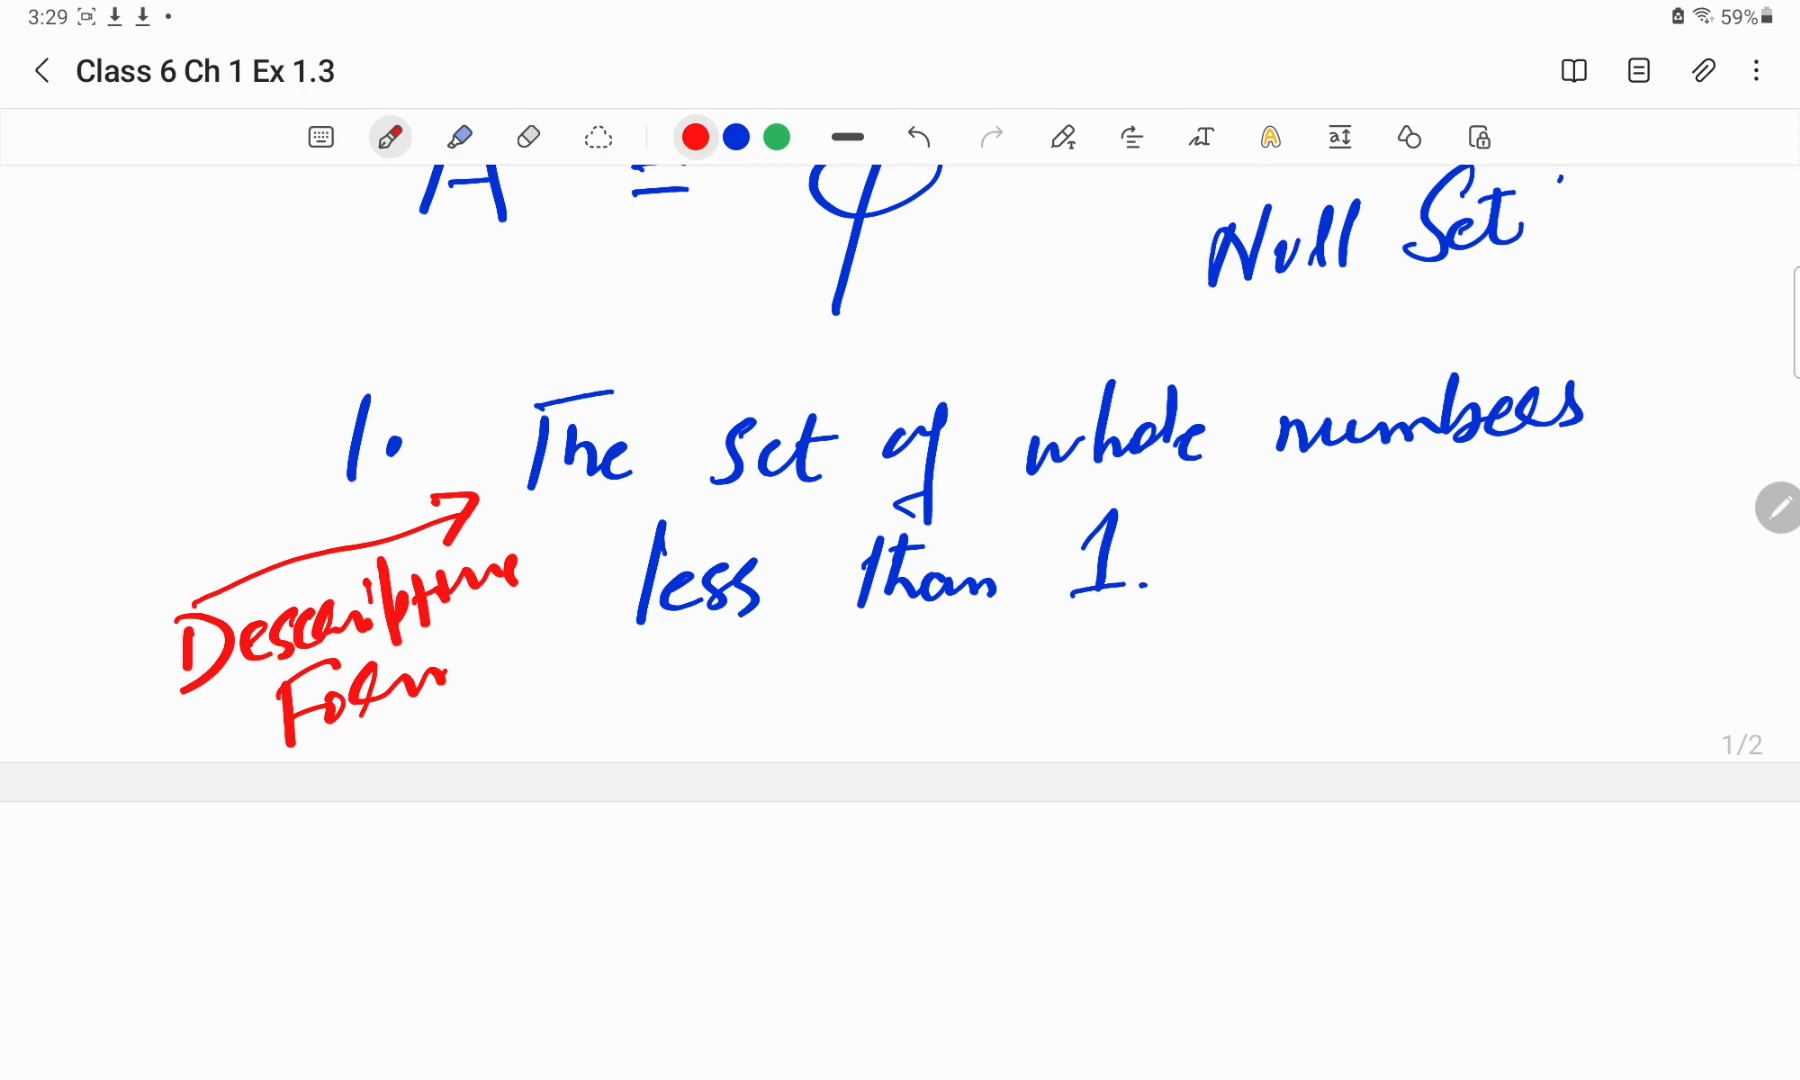 3:29 59%
Class 6 Ch 1 Ex 1.3
A = φ
Null Set
1. The set of whole numbers
less than 1.
Descriptive
Form
1/2